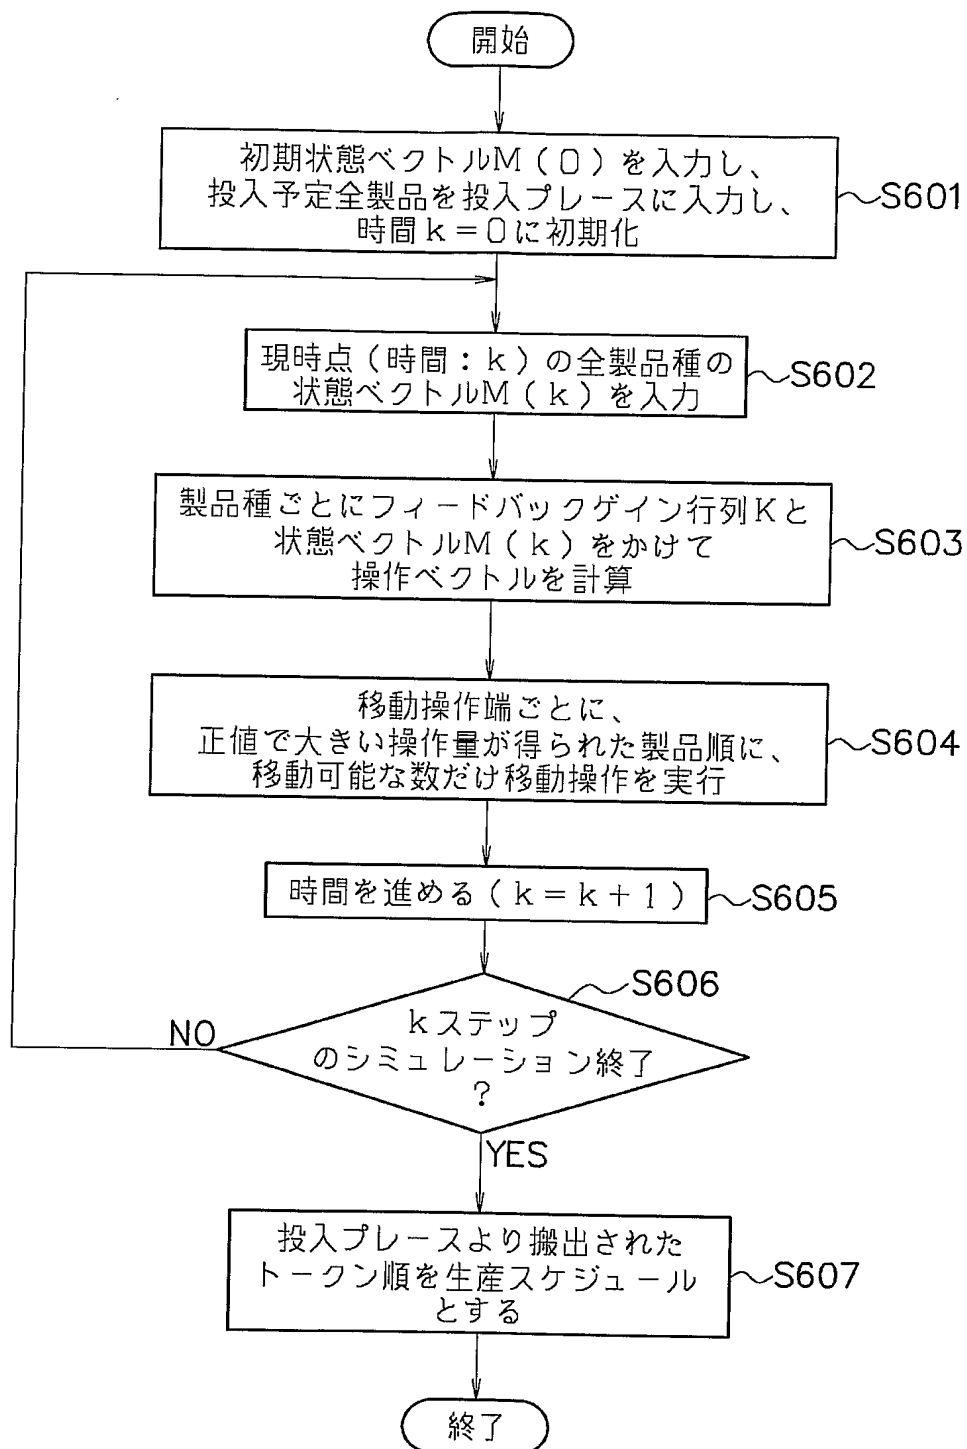 開始
初期状態ベクトルM(0)を入力し、
投入予定全製品を投入プレースに入力し、
時間k=0に初期化
S601
現時点(時間:k)の全製品種の
状態ベクトルM(k)を入力
S602
製品種ごとにフィードバックゲイン行列Kと
状態ベクトルM(k)をかけて
操作ベクトルを計算
S603
移動操作端ごとに、
正値で大きい操作量が得られた製品順に、
移動可能な数だけ移動操作を実行
S604
時間を進める(k=k+1)
S605
S606
kステップ
のシミュレーション終了
?
NO
YES
投入プレースより搬出された
トークン順を生産スケジュール
とする
S607
終了